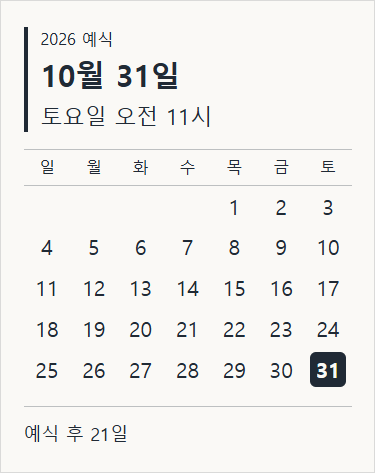 2026 예식
10월 31일
토요일 오전 11시
일 월 화 수 목 금 토
1 2 3
4 5 6 7 8 9 10
11 12 13 14 15 16 17
18 19 20 21 22 23 24
25 26 27 28 29 30 31
예식 후 21일